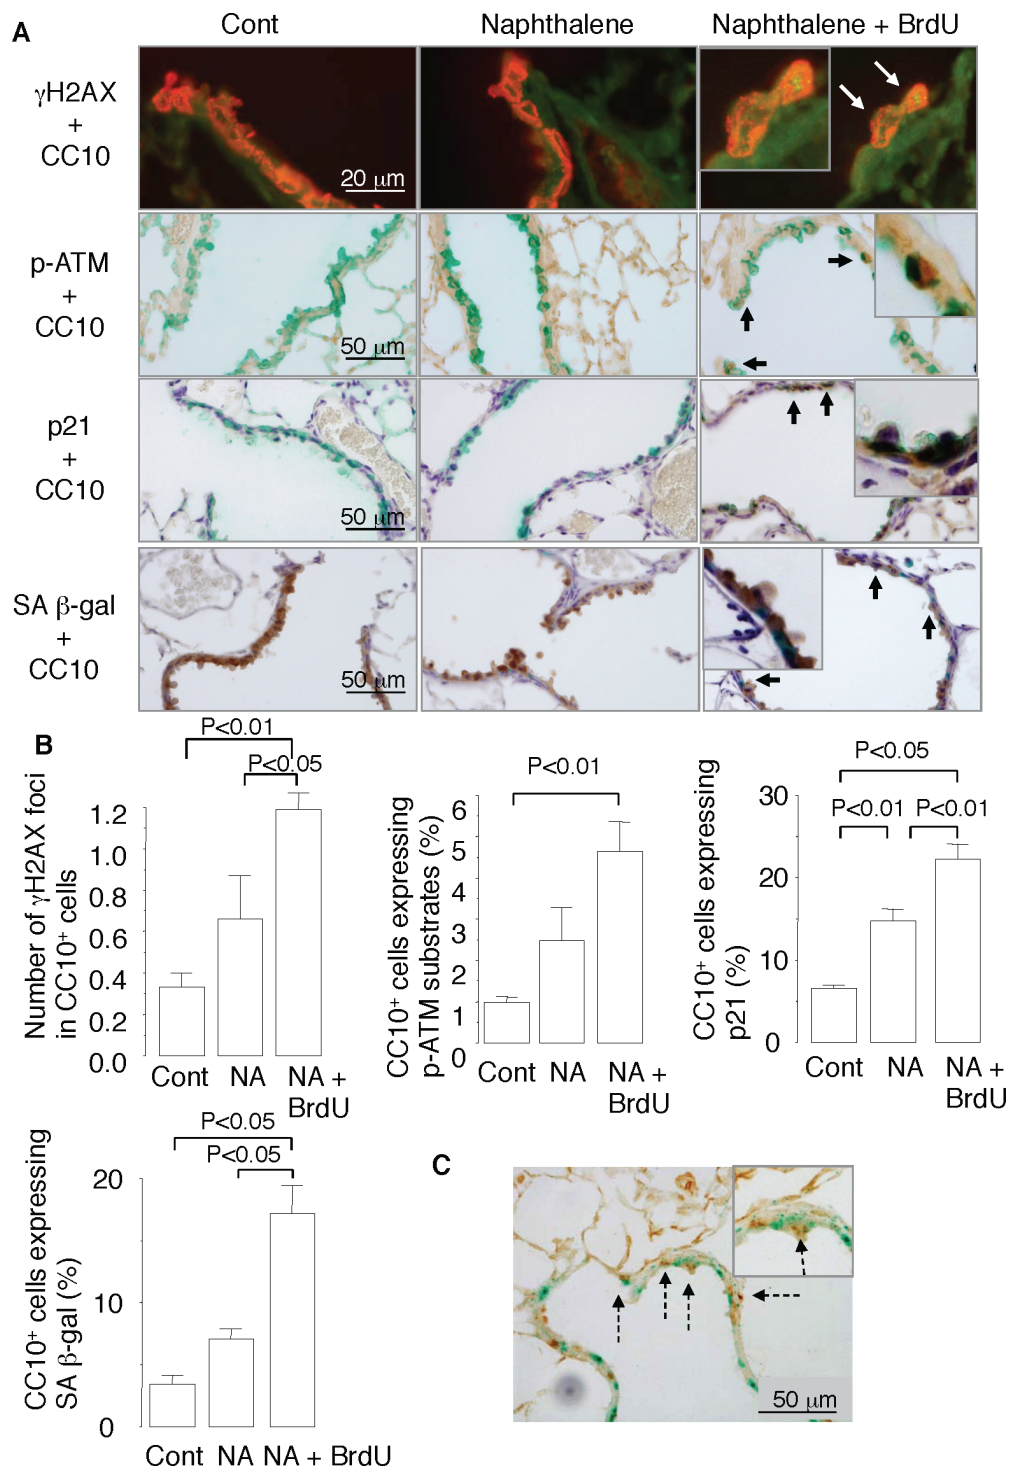 A
Cont
Naphthalene
Naphthalene + BrdU
γH2AX
+
CC10
20 μm
p-ATM
+
CC10
50 μm
p21
+
CC10
50 μm
SA β-gal
+
CC10
50 μm
B
Number of γH2AX foci
in CC10⁺ cells
P<0.01
P<0.05
1.2
1.0
0.8
0.6
0.4
0.2
0.0
Cont
NA
NA +
BrdU
CC10⁺ cells expressing
p-ATM substrates (%)
P<0.01
6
5
4
3
2
1
0
Cont
NA
NA +
BrdU
CC10⁺ cells expressing
p21 (%)
P<0.05
P<0.01
P<0.01
30
20
10
0
Cont
NA
NA +
BrdU
CC10⁺ cells expressing
SA β-gal (%)
P<0.05
P<0.05
20
10
0
Cont
NA
NA + BrdU
C
50 μm